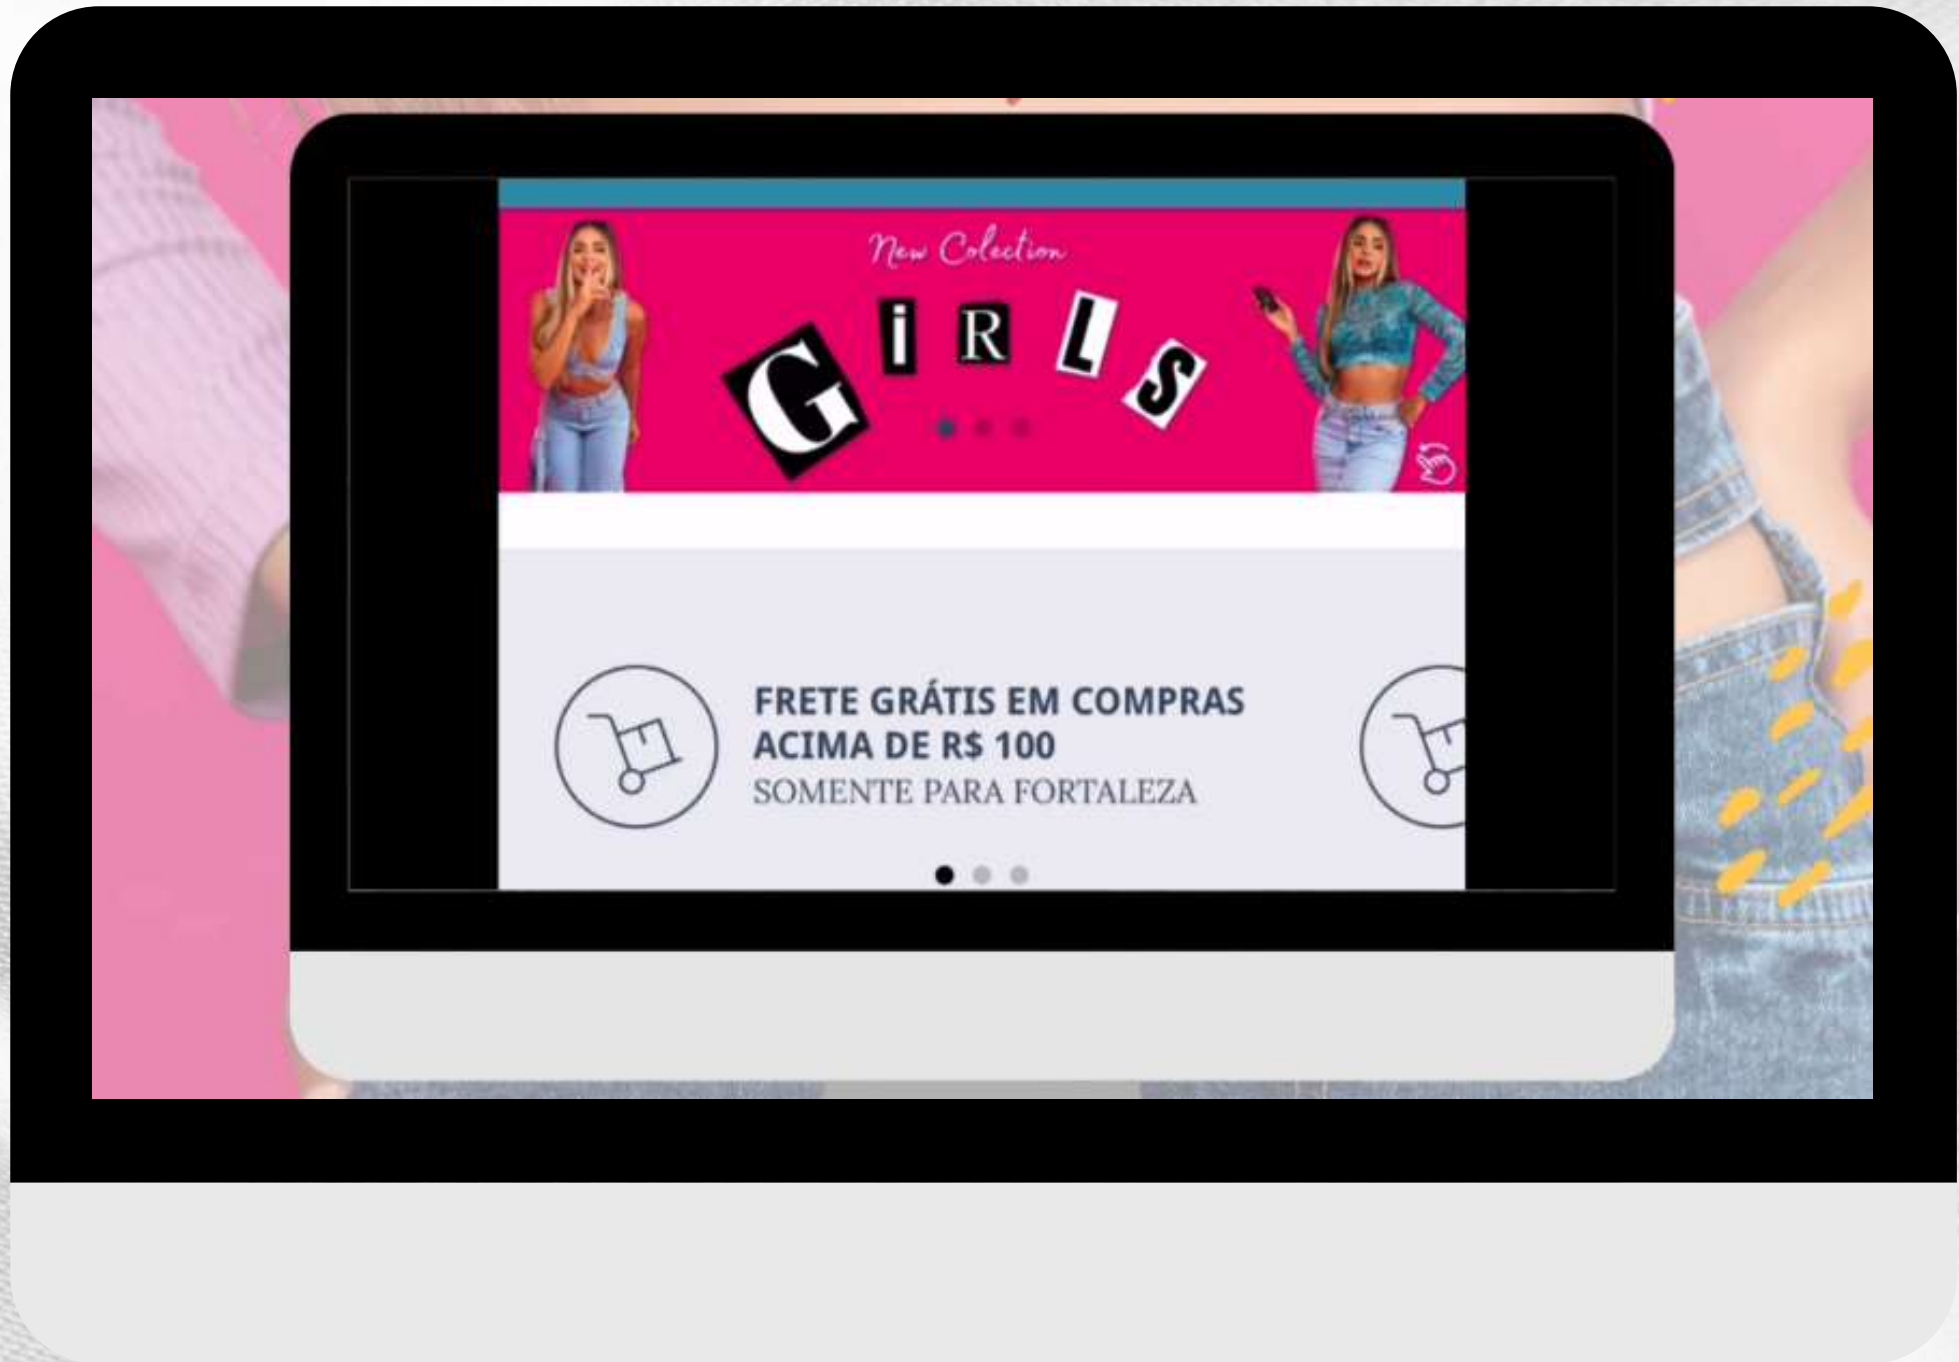 New Colection
GiRLS
FRETE GRÁTIS EM COMPRAS
ACIMA DE R$ 100
SOMENTE PARA FORTALEZA